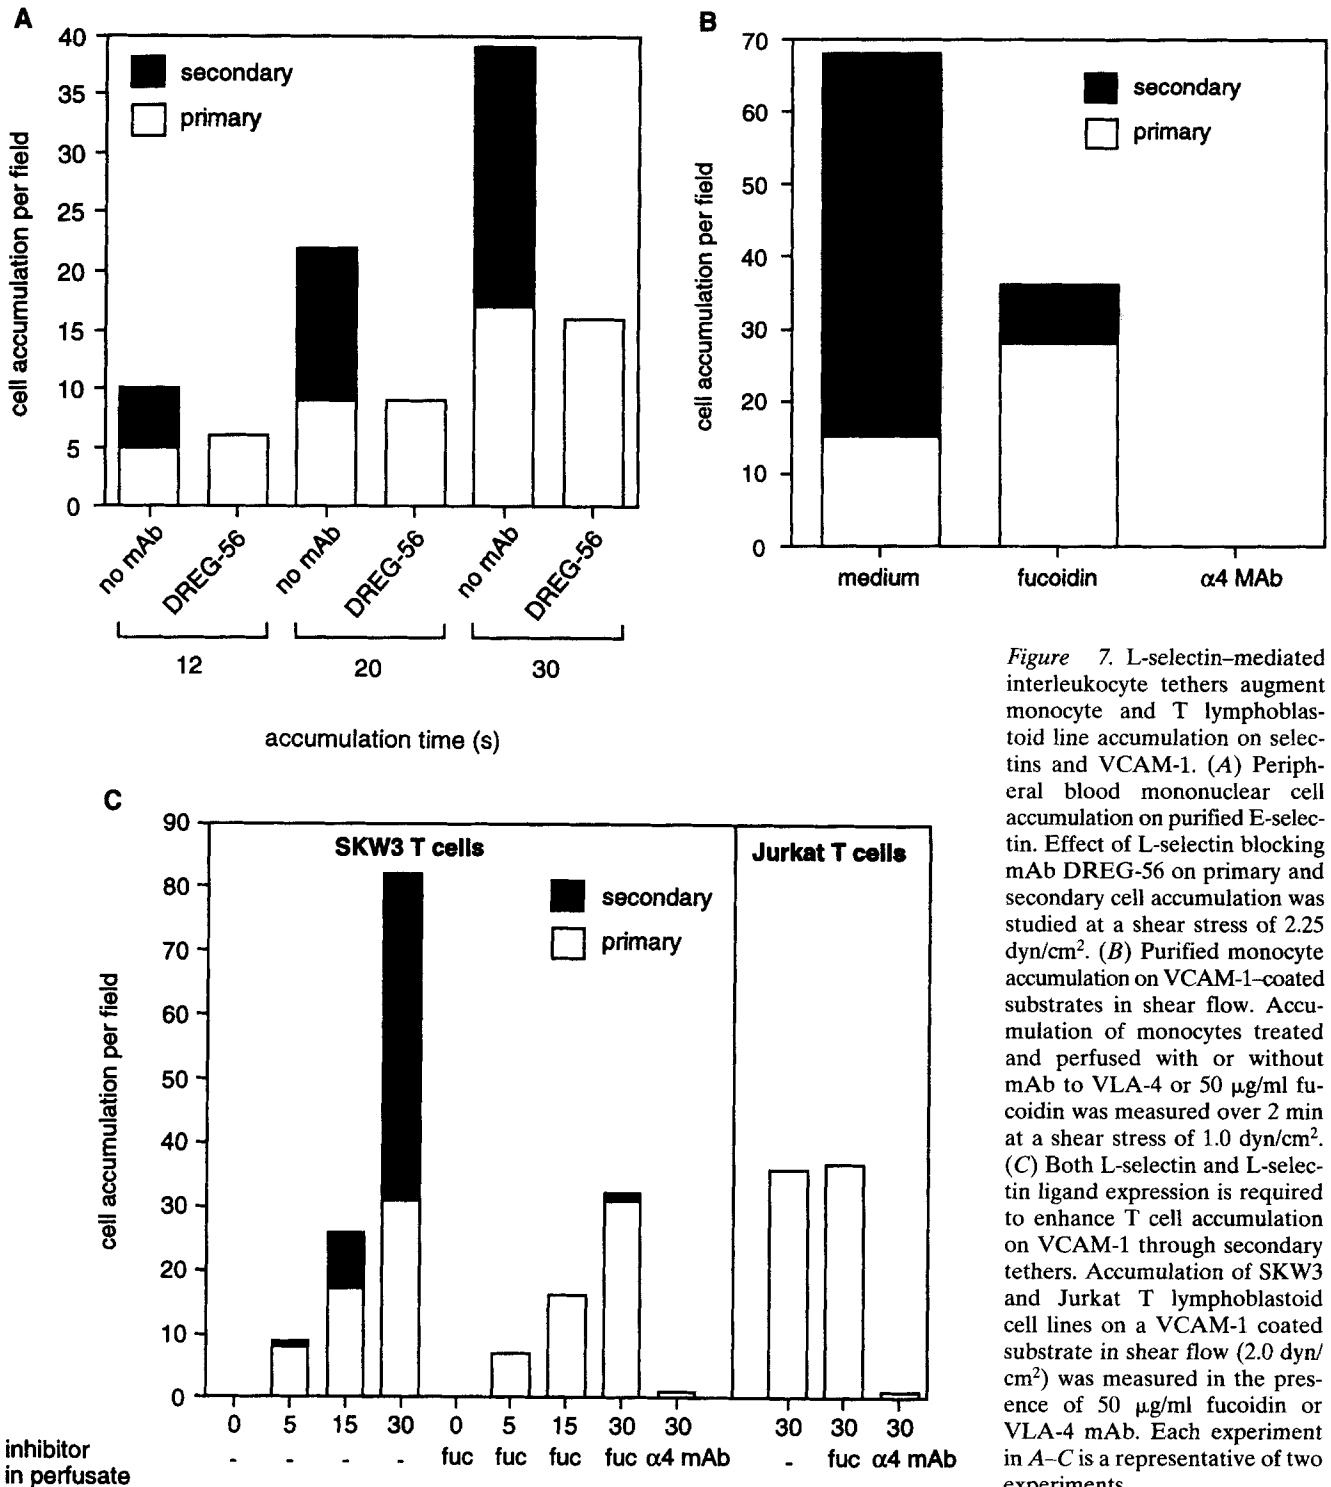 A
cell accumulation per field
40
35
30
25
20
15
10
5
0
secondary
primary
no mAb
DREG-56
no mAb
DREG-56
no mAb
DREG-56
12
20
30
accumulation time (s)
B
cell accumulation per field
70
60
50
40
30
20
10
0
secondary
primary
medium
fucoidin
α4 MAb
C
cell accumulation per field
90
80
70
60
50
40
30
20
10
0
SKW3 T cells
secondary
primary
Jurkat T cells
0 5 15 30 0 5 15 30 30 30 30 30
inhibitor
in perfusate
- - - - fuc fuc fuc fuc α4 mAb - fuc α4 mAb
Figure 7. L-selectin–mediated
interleukocyte tethers augment
monocyte and T lymphoblas-
toid line accumulation on selec-
tins and VCAM-1. (A) Periph-
eral blood mononuclear cell
accumulation on purified E-selec-
tin. Effect of L-selectin blocking
mAb DREG-56 on primary and
secondary cell accumulation was
studied at a shear stress of 2.25
dyn/cm². (B) Purified monocyte
accumulation on VCAM-1–coated
substrates in shear flow. Accu-
mulation of monocytes treated
and perfused with or without
mAb to VLA-4 or 50 μg/ml fu-
coidin was measured over 2 min
at a shear stress of 1.0 dyn/cm².
(C) Both L-selectin and L-selec-
tin ligand expression is required
to enhance T cell accumulation
on VCAM-1 through secondary
tethers. Accumulation of SKW3
and Jurkat T lymphoblastoid
cell lines on a VCAM-1 coated
substrate in shear flow (2.0 dyn/
cm²) was measured in the pres-
ence of 50 μg/ml fucoidin or
VLA-4 mAb. Each experiment
in A–C is a representative of two
experiments